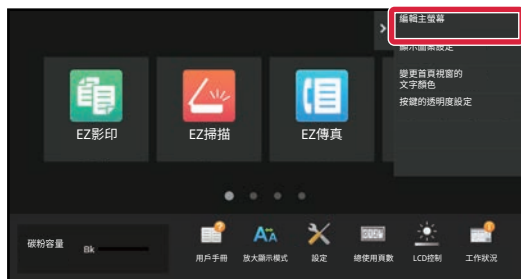 編輯主螢幕
顯示圖案設定
變更首頁視窗的
文字顏色
按鍵的透明度設定
EZ影印
EZ掃描
EZ傳真
碳粉容量
Bk
用戶手冊
放大顯示模式
設定
總使用頁數
LCD控制
工作狀況